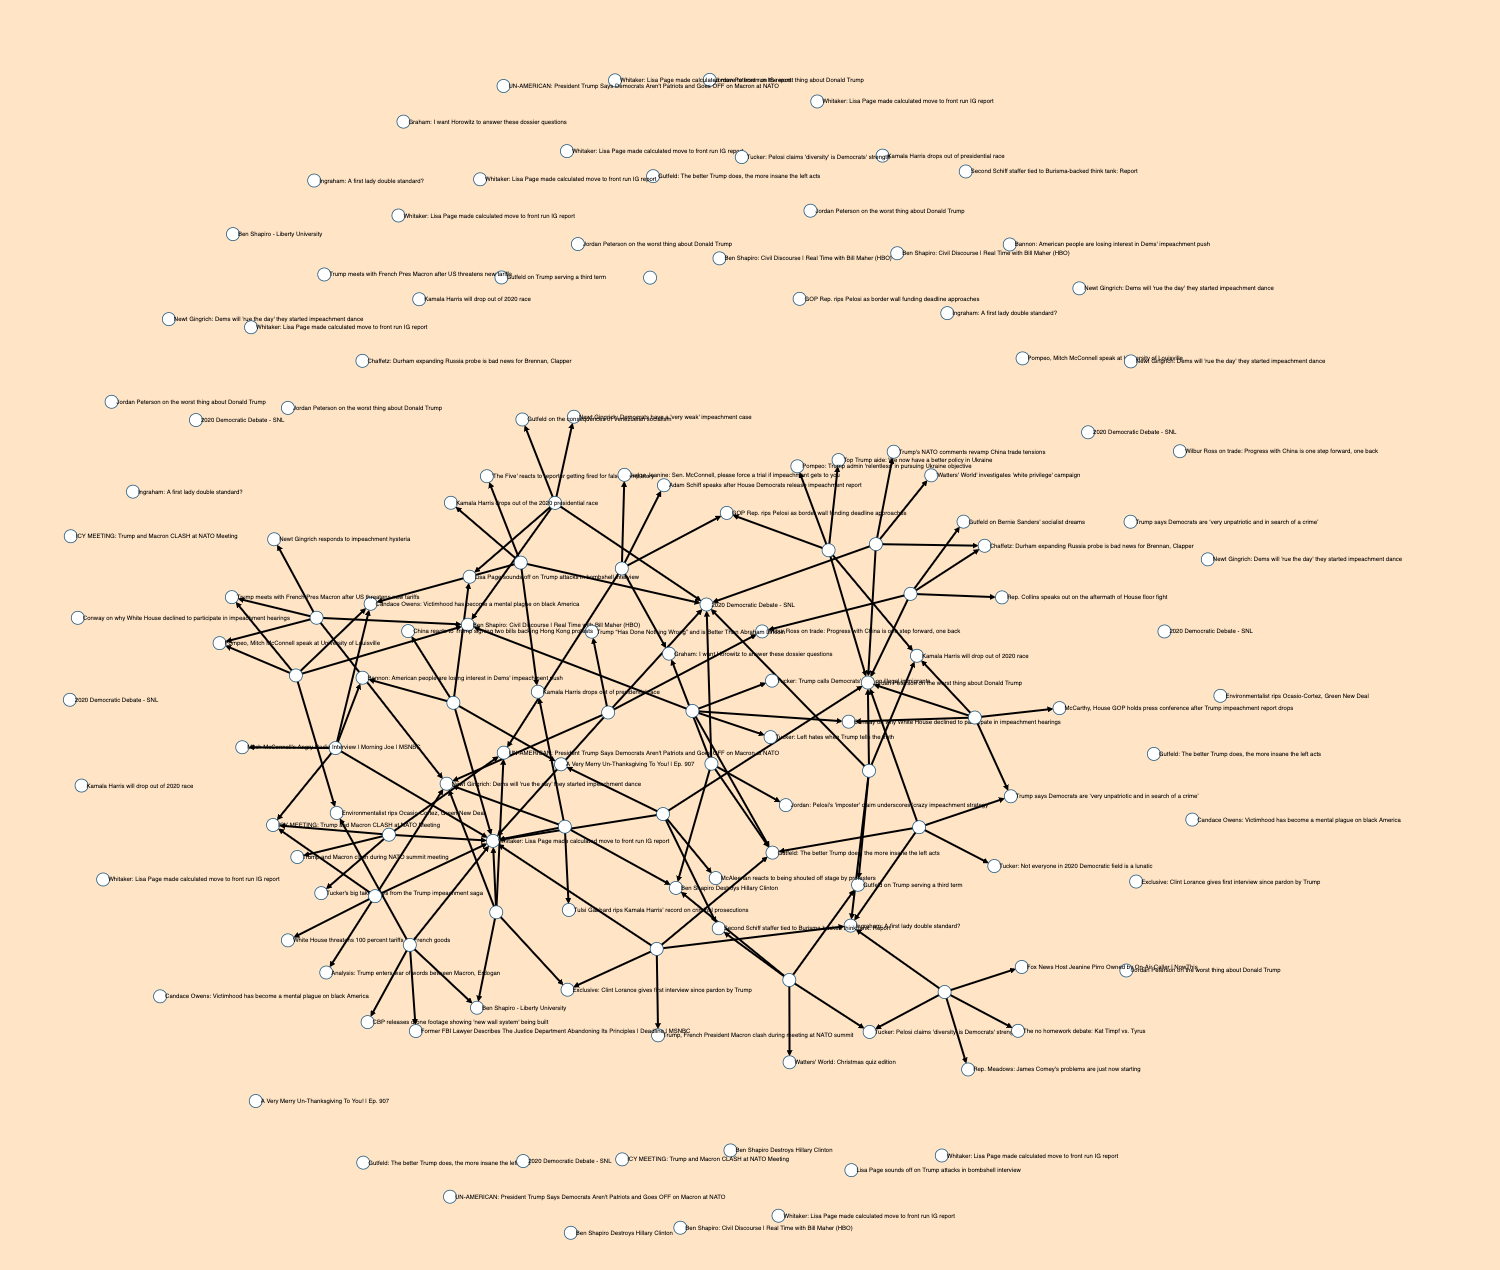 Whitaker: Lisa Page made calculated move to front run IG report
Jordan Peterson on the worst thing about Donald Trump
UN-AMERICAN: President Trump Says Democrats Aren't Patriots and Goes OFF on Macron at NATO
Whitaker: Lisa Page made calculated move to front run IG report
Graham: I want Horowitz to answer these dossier questions
Whitaker: Lisa Page made calculated move to front run IG report
Tucker: Pelosi claims 'diversity' is Democrats' strength
Kamala Harris drops out of presidential race
Second Schiff staffer tied to Burisma-backed think tank: Report
Ingraham: A first lady double standard?
Whitaker: Lisa Page made calculated move to front run IG report
Gutfeld: The better Trump does, the more insane the left acts
Whitaker: Lisa Page made calculated move to front run IG report
Jordan Peterson on the worst thing about Donald Trump
Ben Shapiro - Liberty University
Jordan Peterson on the worst thing about Donald Trump
Bannon: American people are losing interest in Dems' impeachment push
Ben Shapiro: Civil Discourse | Real Time with Bill Maher (HBO)
Ben Shapiro: Civil Discourse | Real Time with Bill Maher (HBO)
Trump meets with French Pres Macron after US threatens new tariffs
Gutfeld on Trump serving a third term
Newt Gingrich: Dems will 'rue the day' they started impeachment dance
Kamala Harris will drop out of 2020 race
GOP Rep. rips Pelosi as border wall funding deadline approaches
Ingraham: A first lady double standard?
Newt Gingrich: Dems will 'rue the day' they started impeachment dance
Whitaker: Lisa Page made calculated move to front run IG report
Chaffetz: Durham expanding Russia probe is bad news for Brennan, Clapper
Pompeo, Mitch McConnell speak at University of Louisville
Newt Gingrich: Dems will 'rue the day' they started impeachment dance
Jordan Peterson on the worst thing about Donald Trump
Jordan Peterson on the worst thing about Donald Trump
2020 Democratic Debate - SNL
Gutfeld on the consequences of Venezuelan socialism
Newt Gingrich: Democrats have a 'very weak' impeachment case
2020 Democratic Debate - SNL
Wilbur Ross on trade: Progress with China is one step forward, one back
Trump's NATO comments revamp China trade tensions
Top Trump aide: We now have a better policy in Ukraine
Pompeo: Trump admin 'relentless' in pursuing Ukraine objective
'The Five' reacts to reporter getting fired for
Judge Jeanine: Sen. McConnell, please force a trial if impeachment gets to you
Watters' World' investigates 'white privilege' campaign
Adam Schiff speaks after House Democrats release impeachment report
Ingraham: A first lady double standard?
Kamala Harris drops out of the 2020 presidential race
GOP Rep. rips Pelosi as border wall funding deadline approaches
Gutfeld on Bernie Sanders' socialist dreams
Trump says Democrats are 'very unpatriotic and in search of a crime'
ICY MEETING: Trump and Macron CLASH at NATO Meeting
Newt Gingrich responds to impeachment hysteria
Chaffetz: Durham expanding Russia probe is bad news for Brennan, Clapper
Newt Gingrich: Dems will 'rue the day' they started impeachment dance
Lisa Page sounds off on Trump attacks in bombshell interview
Trump meets with French Pres Macron after US threatens new tariffs
Candace Owens: Victimhood has become a mental plague on black America
2020 Democratic Debate - SNL
Rep. Collins speaks out on the aftermath of House floor fight
Conway on why White House declined to participate in impeachment hearings
Ben Shapiro: Civil Discourse | Real Time with Bill Maher (HBO)
China reacts to Trump signing two bills backing Hong Kong protests
Trump "Has Done Nothing Wrong" and is Better Than Abraham Lincoln
Wilbur Ross on trade: Progress with China is one step forward, one back
2020 Democratic Debate - SNL
Pompeo, Mitch McConnell speak at University of Louisville
Graham: I want Horowitz to answer these dossier questions
Kamala Harris will drop out of 2020 race
Bannon: American people are losing interest in Dems' impeachment push
Tucker: Trump calls Democrats' illegal immigrants
Jordan Peterson on the worst thing about Donald Trump
Kamala Harris drops out of presidential race
Environmentalist rips Ocasio-Cortez, Green New Deal
2020 Democratic Debate - SNL
McCarthy, House GOP holds press conference after Trump impeachment report drops
Conway on why White House declined to participate in impeachment hearings
Tucker: Left hates when Trump tells the truth
Mitch McConnell's Angry Radio Interview | Morning Joe | MSNBC
UN-AMERICAN: President Trump Says Democrats Aren't Patriots and Goes OFF on Macron at NATO
Gutfeld: The better Trump does, the more insane the left acts
A Very Merry Un-Thanksgiving To You! | Ep. 907
Kamala Harris will drop out of 2020 race
Newt Gingrich: Dems will 'rue the day' they started impeachment dance
Trump says Democrats are 'very unpatriotic and in search of a crime'
Jordan: Pelosi's 'imposter' claim underscores 'crazy impeachment strategy
Environmentalist rips Ocasio-Cortez, Green New Deal
Candace Owens: Victimhood has become a mental plague on black America
ICY MEETING: Trump and Macron CLASH at NATO Meeting
Whitaker: Lisa Page made calculated move to front run IG report
Gutfeld: The better Trump does, the more insane the left acts
Trump and Macron clash during NATO summit meeting
Tucker: Not everyone in 2020 Democratic field is a lunatic
Whitaker: Lisa Page made calculated move to front run IG report
McAleenan reacts to being shouted off stage by protesters
Exclusive: Clint Lorance gives first interview since pardon by Trump
Gutfeld on Trump serving a third term
Ben Shapiro Destroys Hillary Clinton
Tucker's big takeaways from the Trump impeachment saga
Tulsi Gabbard rips Kamala Harris' record on criminal prosecutions
Ingraham: A first lady double standard?
Second Schiff staffer tied to Burisma-backed think tank: Report
White House threatens 100 percent tariffs on French goods
Fox News Host Jeanine Pirro Owned by On-Air Caller | NowThis
Jordan Peterson on the worst thing about Donald Trump
Analysis: Trump enters war of words between Macron, Erdogan
Exclusive: Clint Lorance gives first interview since pardon by Trump
Candace Owens: Victimhood has become a mental plague on black America
Ben Shapiro - Liberty University
CBP releases drone footage showing 'new wall system' being built
Former FBI Lawyer Describes The Justice Department Abandoning Its Principles | Deadline | MSNBC
Trump, French President Macron clash during meeting at NATO summit
Tucker: Pelosi claims 'diversity' is Democrats' strength
The no homework debate: Kat Timpf vs. Tyrus
Watters' World: Christmas quiz edition
Rep. Meadows: James Comey's problems are just now starting
A Very Merry Un-Thanksgiving To You! | Ep. 907
Ben Shapiro Destroys Hillary Clinton
Whitaker: Lisa Page made calculated move to front run IG report
Gutfeld: The better Trump does, the more insane the left
2020 Democratic Debate - SNL
ICY MEETING: Trump and Macron CLASH at NATO Meeting
Lisa Page sounds off on Trump attacks in bombshell interview
UN-AMERICAN: President Trump Says Democrats Aren't Patriots and Goes OFF on Macron at NATO
Whitaker: Lisa Page made calculated move to front run IG report
Ben Shapiro Destroys Hillary Clinton
Ben Shapiro: Civil Discourse | Real Time with Bill Maher (HBO)